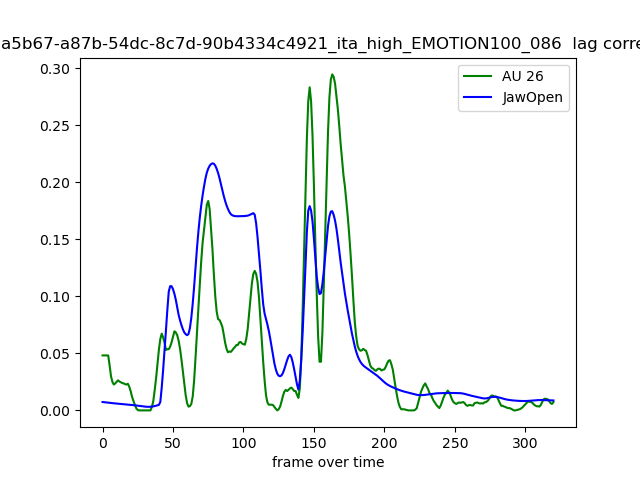 a5b67-a87b-54dc-8c7d-90b4334c4921_ita_high_EMOTION100_086 lag corre
AU 26
JawOpen
0.30
0.25
0.20
0.15
0.10
0.05
0.00
0 50 100 150 200 250 300
frame over time